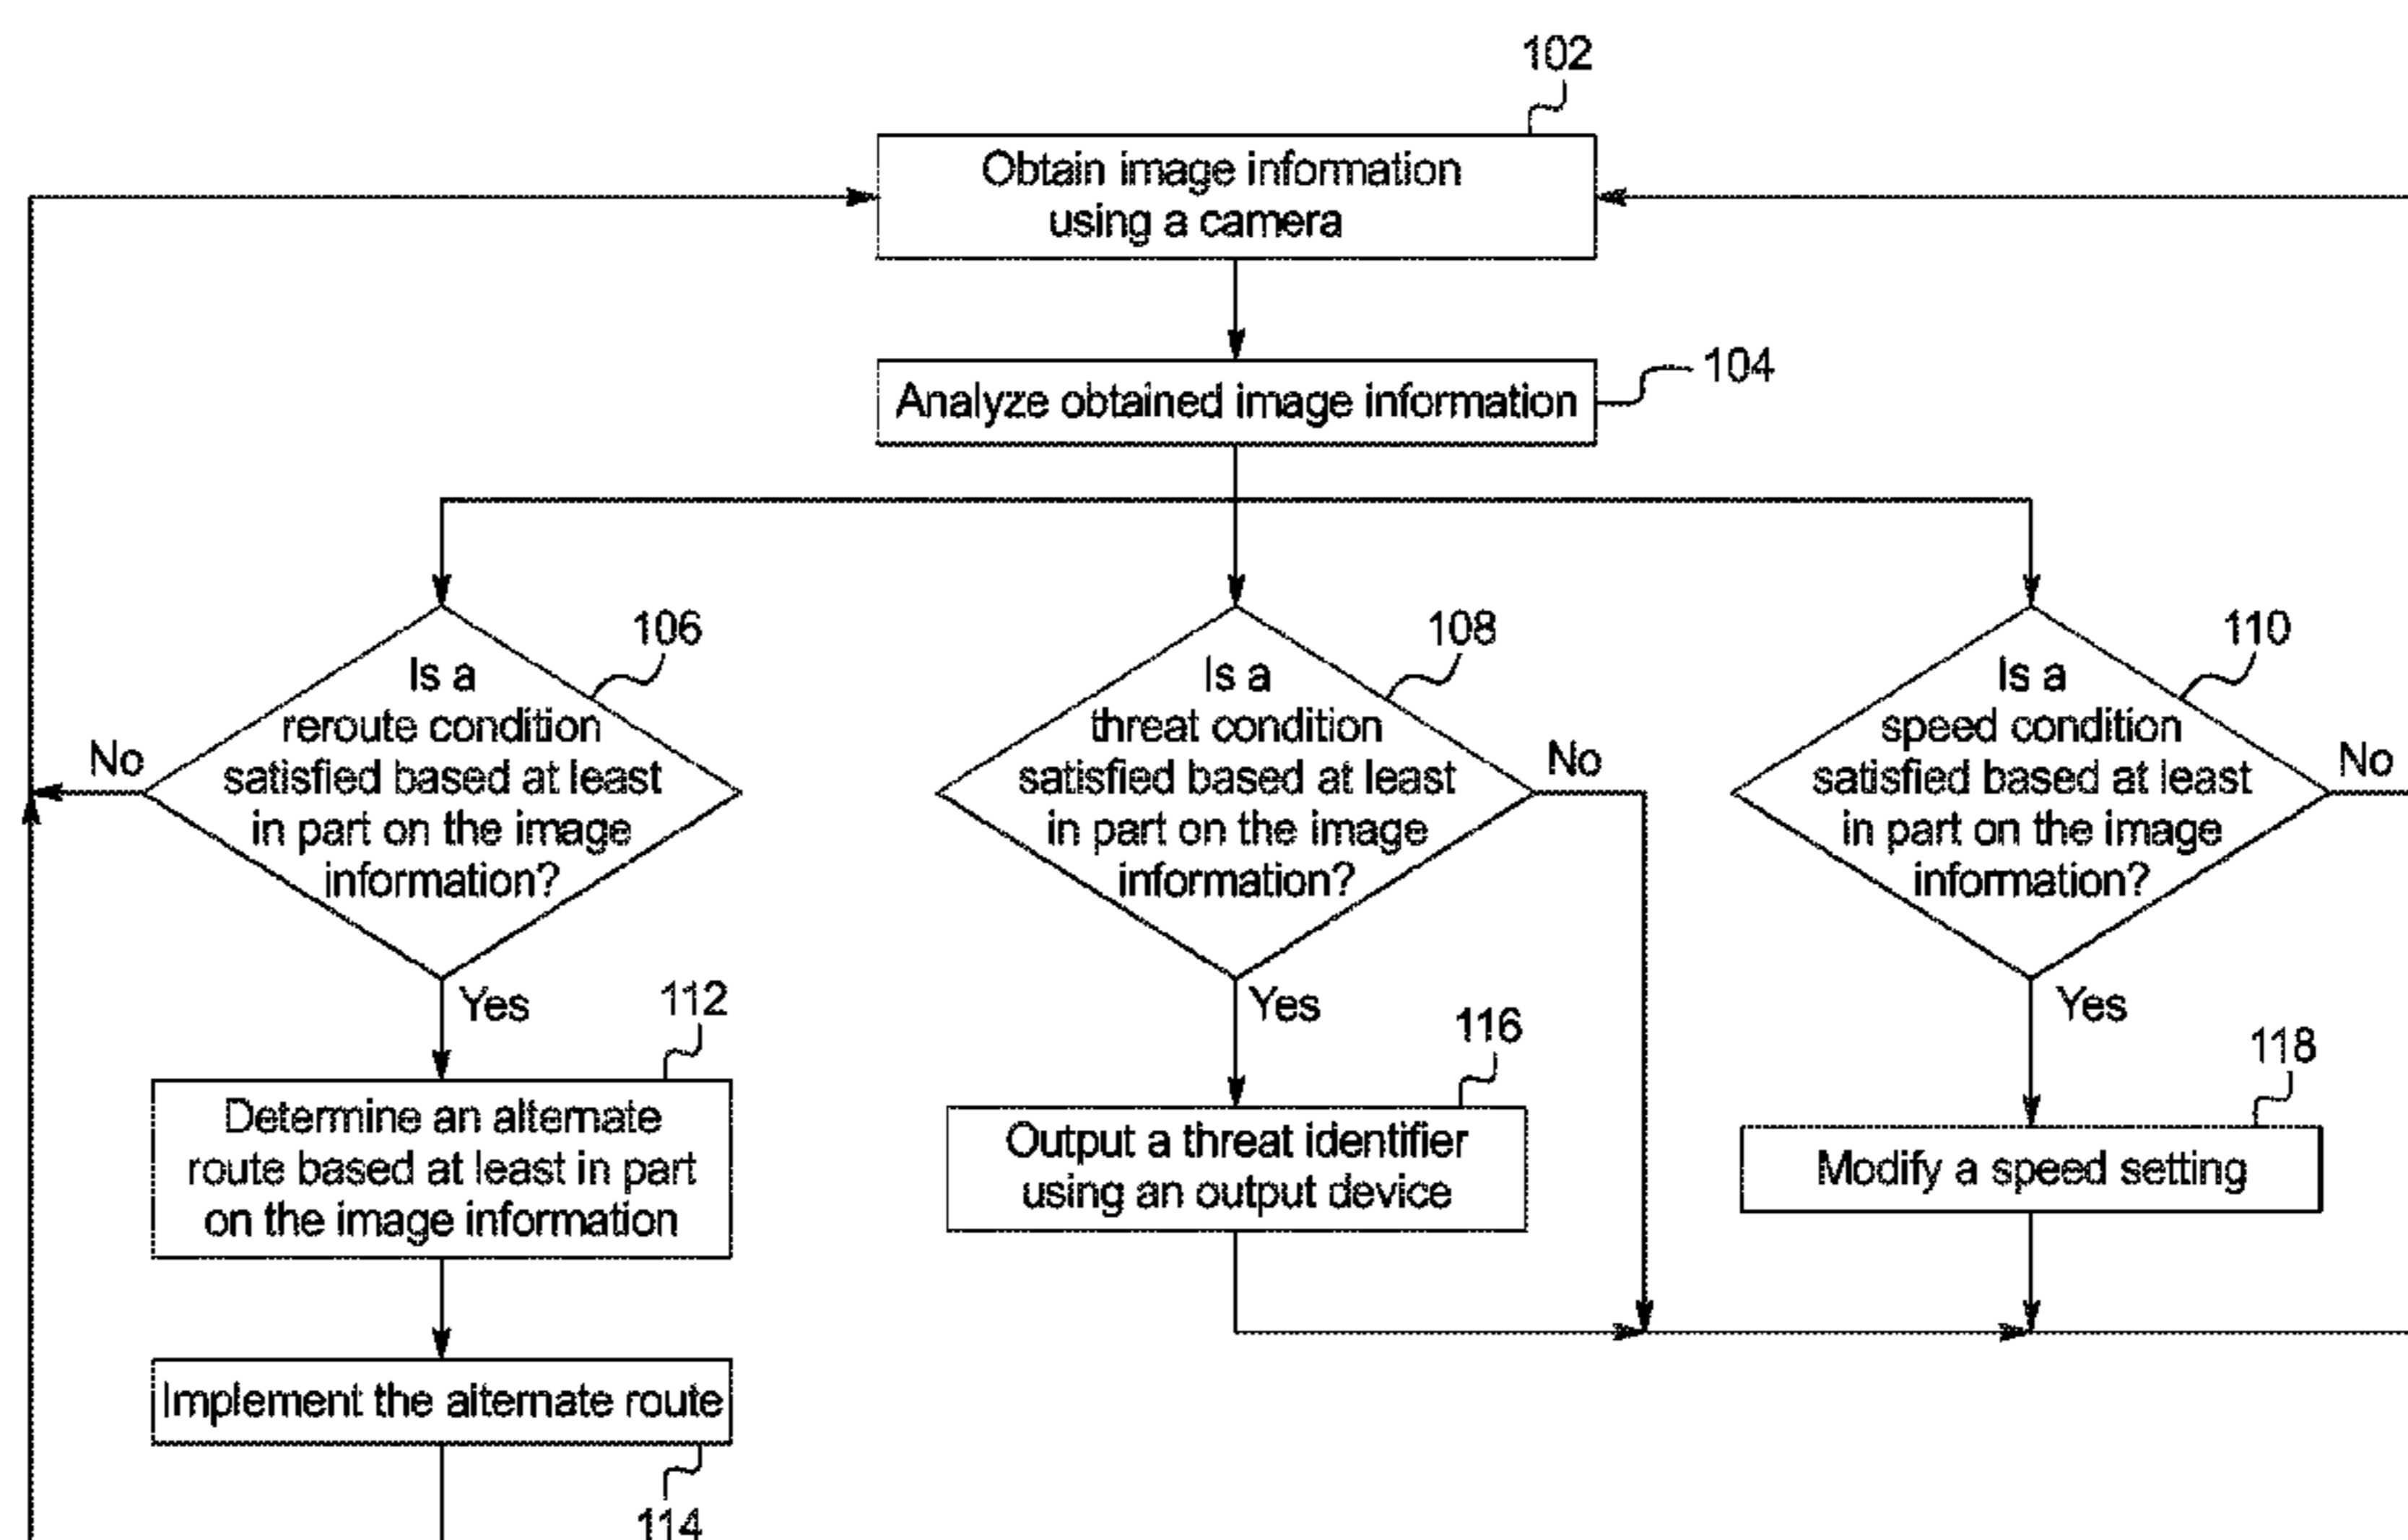 102
Obtain image information
using a camera
104
Analyze obtained image information
106
Is a
reroute condition
satisfied based at least
in part on the image
information?
No
Yes
108
Is a
threat condition
satisfied based at least
in part on the image
information?
No
Yes
110
Is a
speed condition
satisfied based at least
in part on the image
information?
No
Yes
112
Determine an alternate
route based at least in part
on the image information
116
Output a threat identifier
using an output device
118
Modify a speed setting
Implement the alternate route
114